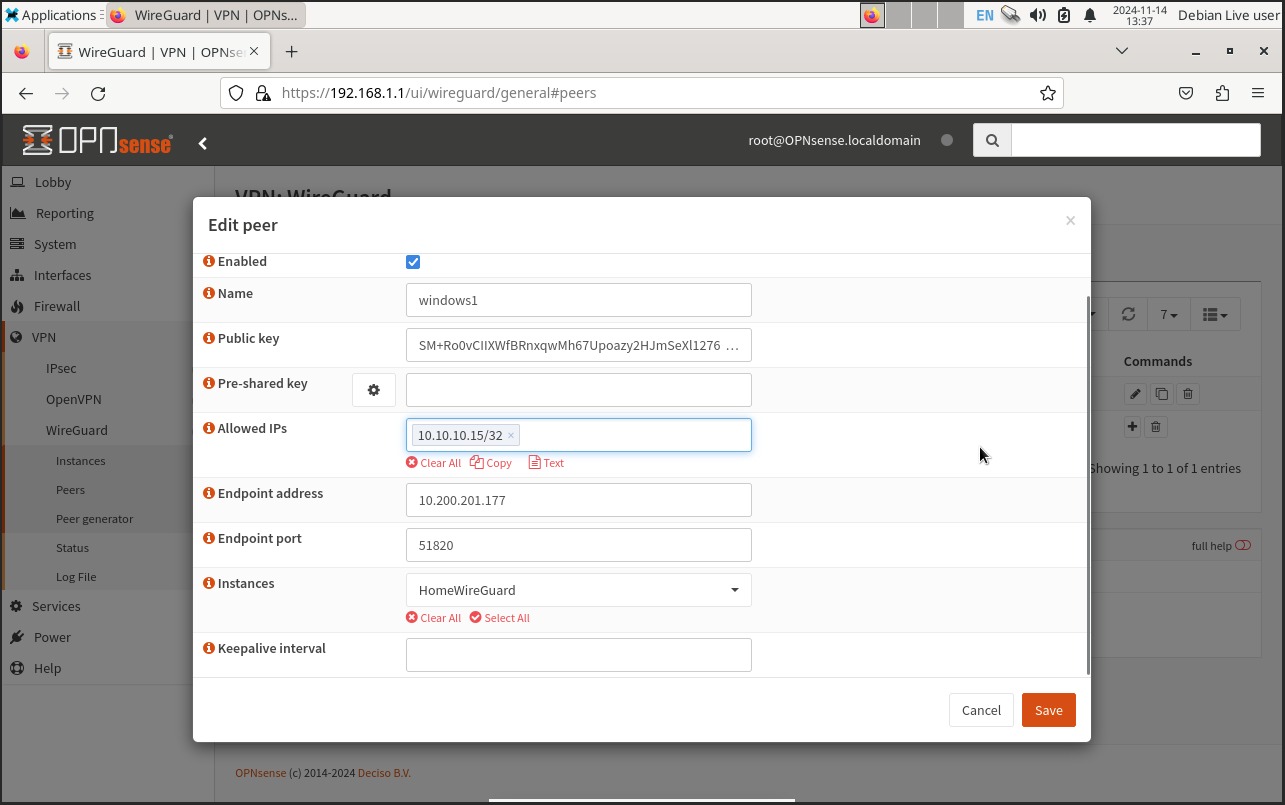 Applications
WireGuard | VPN | OPNs...
EN
2024-11-14
13:37
Debian Live user
WireGuard | VPN | OPNse
https://192.168.1.1/ui/wireguard/general#peers
OPNsense
root@OPNsense.localdomain
Lobby
Reporting
System
Interfaces
Firewall
VPN
IPsec
OpenVPN
WireGuard
Instances
Peers
Peer generator
Status
Log File
Services
Power
Help
VPN: WireGuard
Edit peer
×
Enabled
Name
windows1
Public key
SM+Ro0vCIIXWfBRnxqwMh67Upoazy2HJmSeXl1276 …
Pre-shared key
Allowed IPs
10.10.10.15/32 ×
Clear All Copy Text
Endpoint address
10.200.201.177
Endpoint port
51820
Instances
HomeWireGuard
Clear All Select All
Keepalive interval
Cancel
Save
7
Commands
Showing 1 to 1 of 1 entries
full help
OPNsense (c) 2014-2024 Deciso B.V.